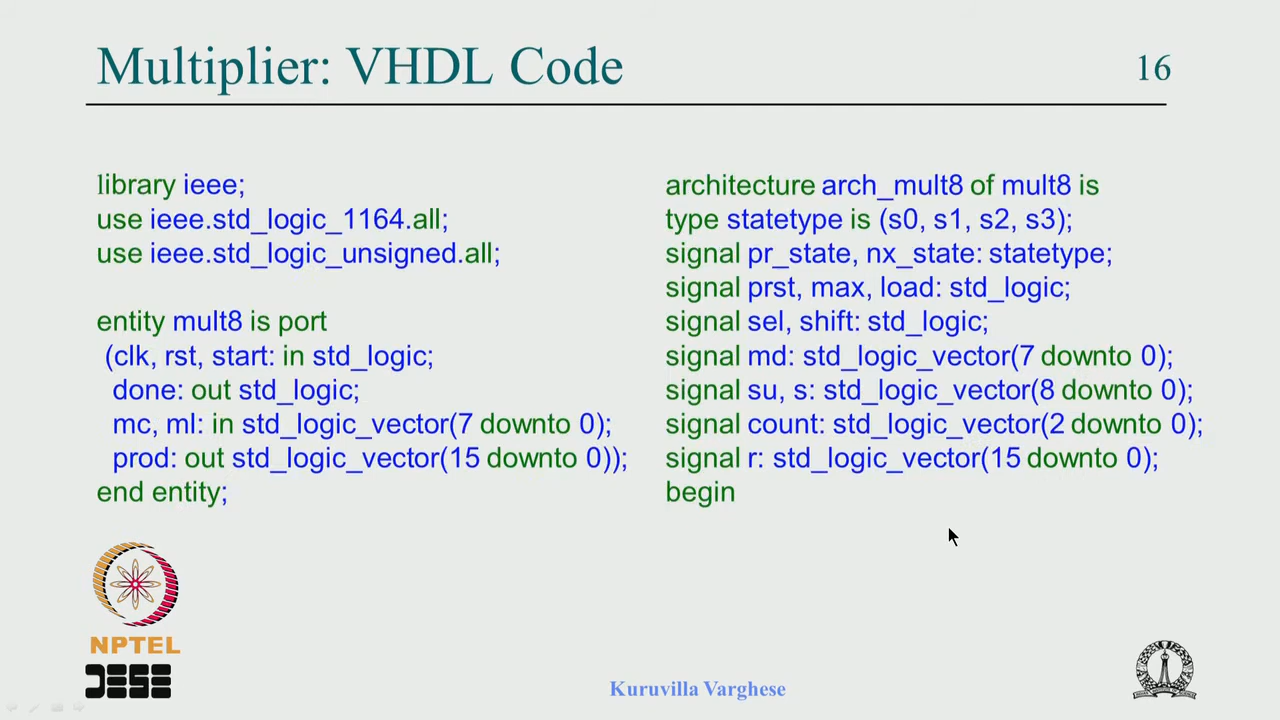 Multiplier: VHDL Code
16
library ieee;
use ieee.std_logic_1164.all;
use ieee.std_logic_unsigned.all;
entity mult8 is port
(clk, rst, start: in std_logic;
done: out std_logic;
mc, ml: in std_logic_vector(7 downto 0);
prod: out std_logic_vector(15 downto 0));
end entity;
architecture arch_mult8 of mult8 is
type statetype is (s0, s1, s2, s3);
signal pr_state, nx_state: statetype;
signal prst, max, load: std_logic;
signal sel, shift: std_logic;
signal md: std_logic_vector(7 downto 0);
signal su, s: std_logic_vector(8 downto 0);
signal count: std_logic_vector(2 downto 0);
signal r: std_logic_vector(15 downto 0);
begin
NPTEL
DESE
Kuruvilla Varghese